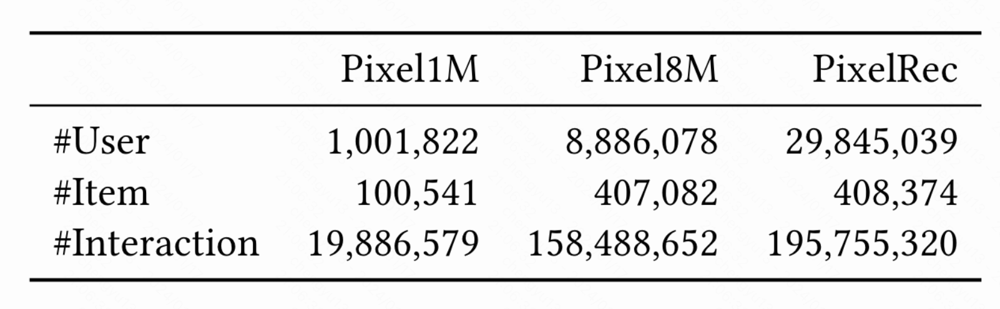 Pixel1M Pixel8M PixelRec
#User 1,001,822 8,886,078 29,845,039
#Item 100,541 407,082 408,374
#Interaction 19,886,579 158,488,652 195,755,320